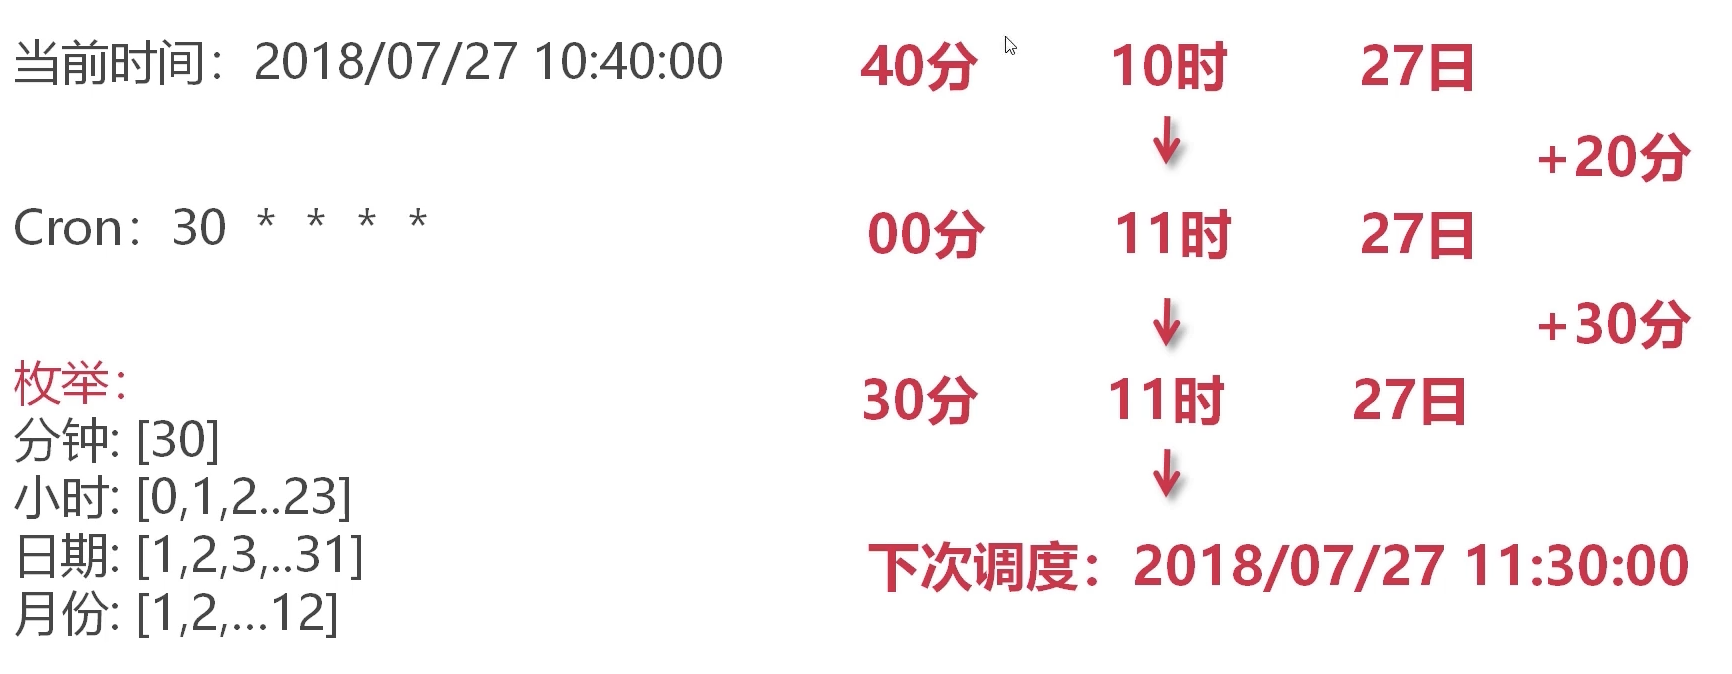 当前时间：2018/07/27 10:40:00
Cron：30 * * * *
枚举：
分钟: [30]
小时: [0,1,2..23]
日期: [1,2,3,..31]
月份: [1,2,...12]
40分 10时 27日
+20分
00分 11时 27日
+30分
30分 11时 27日
下次调度：2018/07/27 11:30:00